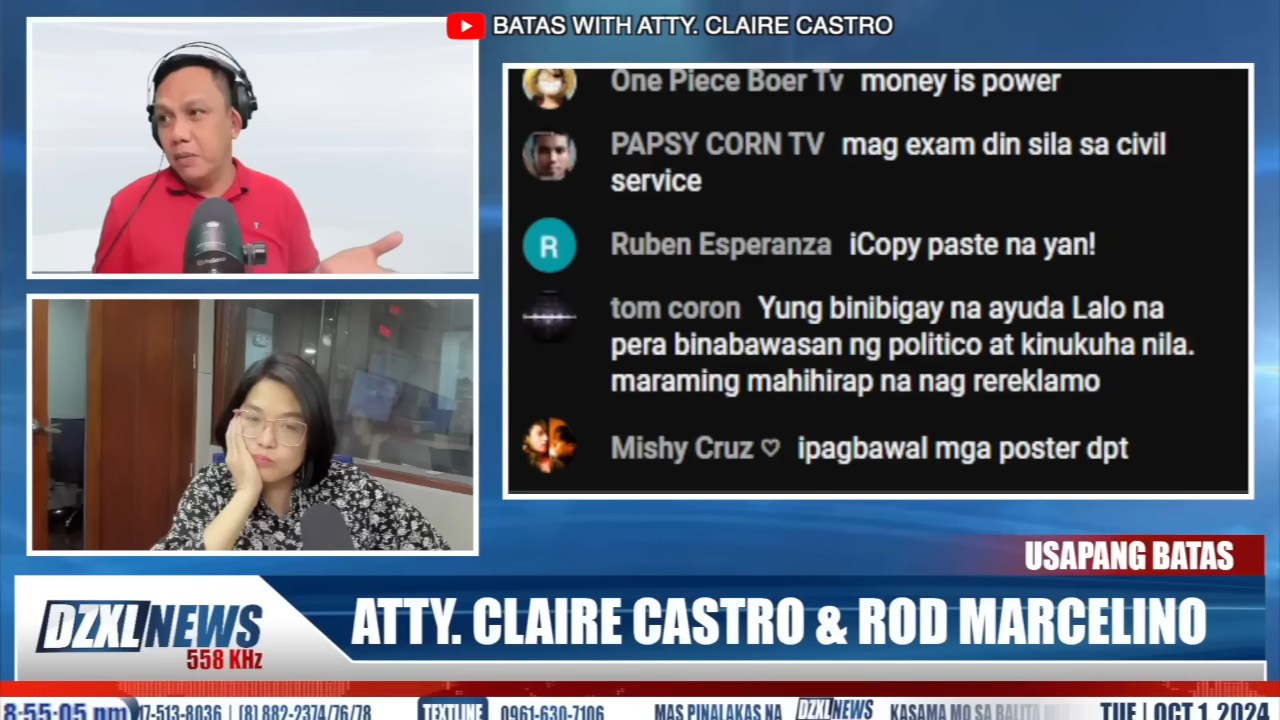 BATAS WITH ATTY. CLAIRE CASTRO
One Piece Boer Tv money is power
PAPSY CORN TV mag exam din sila sa civil
service
R
Ruben Esperanza iCopy paste na yan!
tom coron Yung binibigay na ayuda Lalo na
pera binabawasan ng politico at kinukuha nila.
maraming mahihirap na nag rereklamo
Mishy Cruz ♡ ipagbawal mga poster dpt
USAPANG BATAS
DZXL NEWS
558 KHz
ATTY. CLAIRE CASTRO & ROD MARCELINO
8:55:05 pm 17-513-8036 | (8) 882-2374/76/78 TEXTLINE 0961-630-7106 MAS PINALAKAS NA DZXL NEWS KASAMA MO SA BALITA TUE | OCT 1, 2024